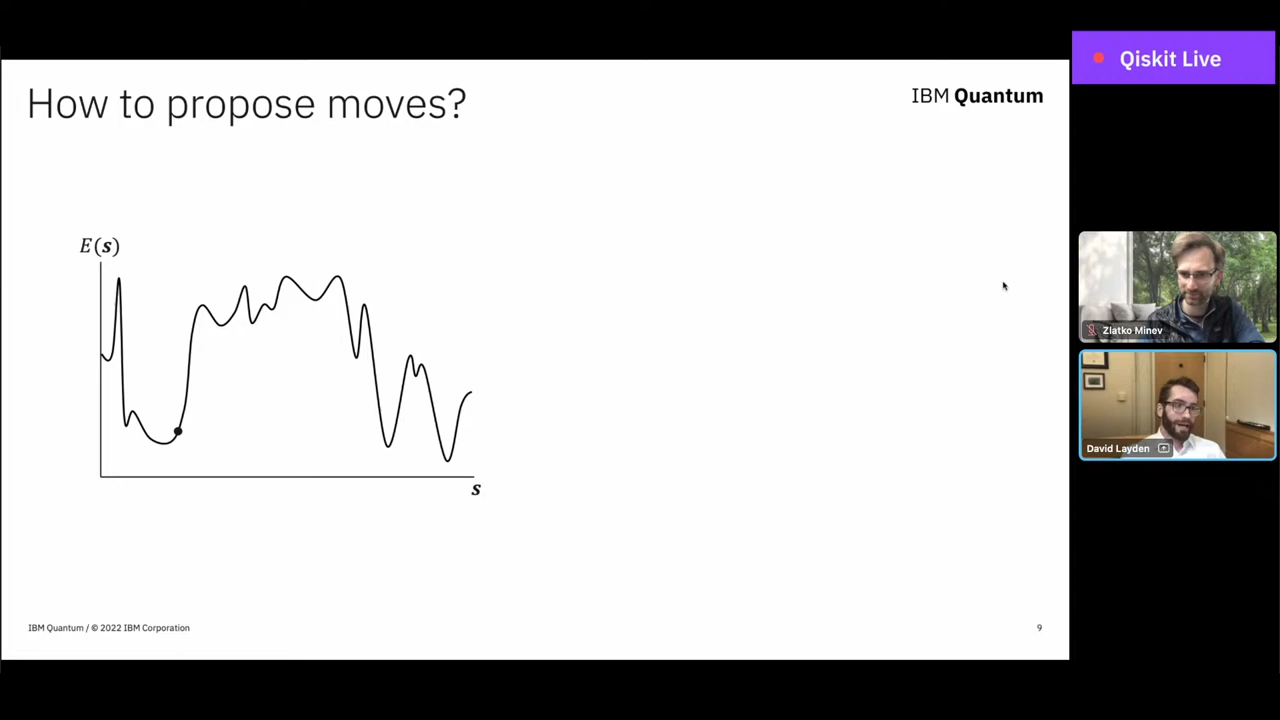 Qiskit Live
How to propose moves?
IBM Quantum
E(s)
s
Zlatko Minev
David Layden
IBM Quantum / © 2022 IBM Corporation
9